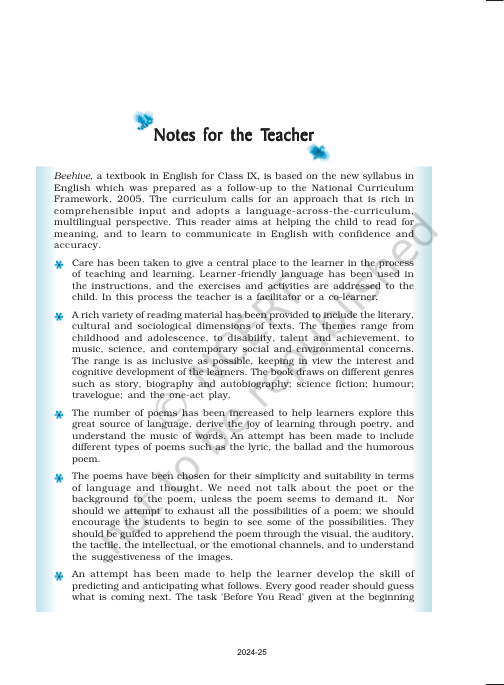 Notes for the Teacher
Beehive, a textbook in English for Class IX, is based on the new syllabus in
English which was prepared as a follow-up to the National Curriculum
Framework, 2005. The curriculum calls for an approach that is rich in
comprehensible input and adopts a language-across-the-curriculum,
multilingual perspective. This reader aims at helping the child to read for
meaning, and to learn to communicate in English with confidence and
accuracy.
Care has been taken to give a central place to the learner in the process
of teaching and learning. Learner-friendly language has been used in
the instructions, and the exercises and activities are addressed to the
child. In this process the teacher is a facilitator or a co-learner.
A rich variety of reading material has been provided to include the literary,
cultural and sociological dimensions of texts. The themes range from
childhood and adolescence, to disability, talent and achievement, to
music, science, and contemporary social and environmental concerns.
The range is as inclusive as possible, keeping in view the interest and
cognitive development of the learners. The book draws on different genres
such as story, biography and autobiography; science fiction; humour;
travelogue; and the one-act play.
The number of poems has been increased to help learners explore this
great source of language, derive the joy of learning through poetry, and
understand the music of words. An attempt has been made to include
different types of poems such as the lyric, the ballad and the humorous
poem.
The poems have been chosen for their simplicity and suitability in terms
of language and thought. We need not talk about the poet or the
background to the poem, unless the poem seems to demand it. Nor
should we attempt to exhaust all the possibilities of a poem; we should
encourage the students to begin to see some of the possibilities. They
should be guided to apprehend the poem through the visual, the auditory,
the tactile, the intellectual, or the emotional channels, and to understand
the suggestiveness of the images.
An attempt has been made to help the learner develop the skill of
predicting and anticipating what follows. Every good reader should guess
what is coming next. The task ‘Before You Read’ given at the beginning
© NCERT
not to be republished
2024-25